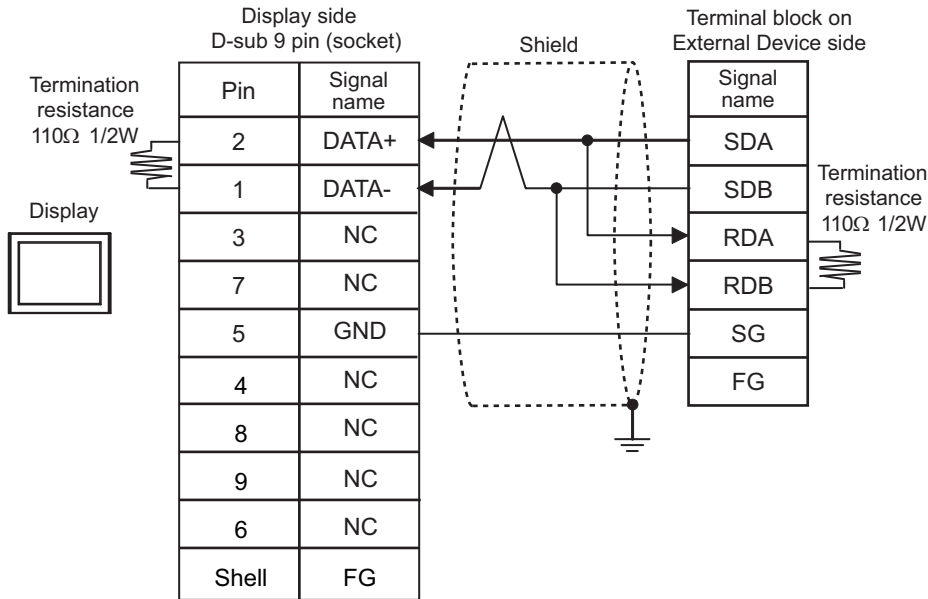 Display side
D-sub 9 pin (socket)
Shield
Terminal block on
External Device side
Termination
resistance
110Ω 1/2W
Display
Pin
Signal
name
2
DATA+
1
DATA-
3
NC
7
NC
5
GND
4
NC
8
NC
9
NC
6
NC
Shell
FG
Signal
name
SDA
SDB
RDA
RDB
SG
FG
Termination
resistance
110Ω 1/2W